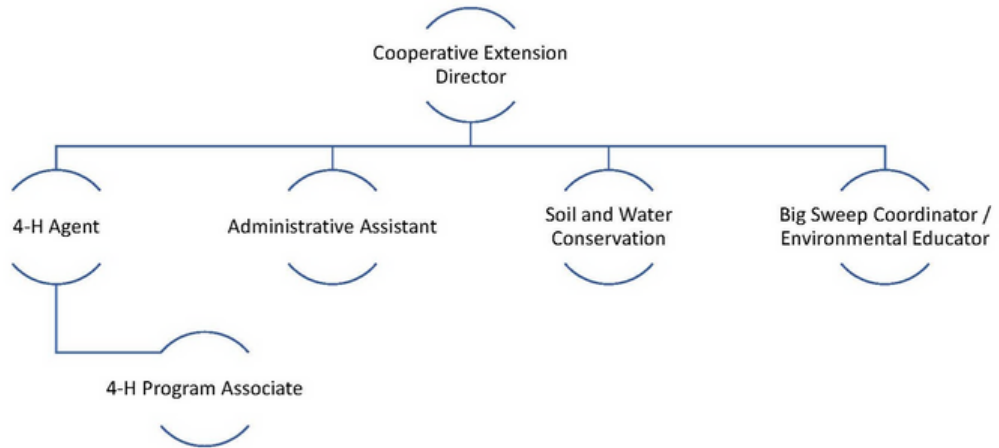 Cooperative Extension
Director
4-H Agent
Administrative Assistant
Soil and Water
Conservation
Big Sweep Coordinator /
Environmental Educator
4-H Program Associate